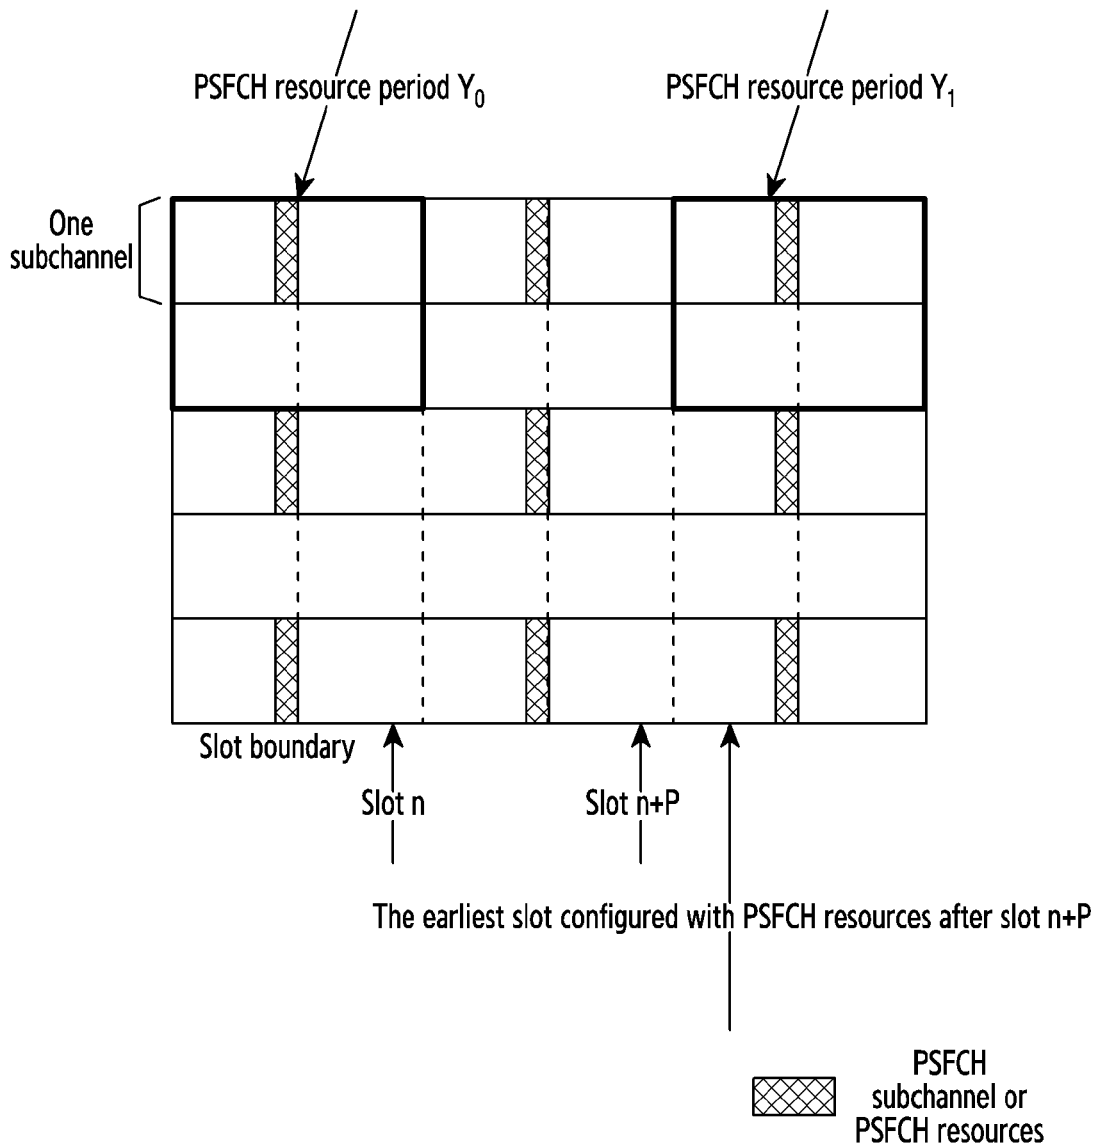 PSFCH resource period Y0
PSFCH resource period Y1
One
subchannel
Slot boundary
Slot n
Slot n+P
The earliest slot configured with PSFCH resources after slot n+P
PSFCH
subchannel or
PSFCH resources